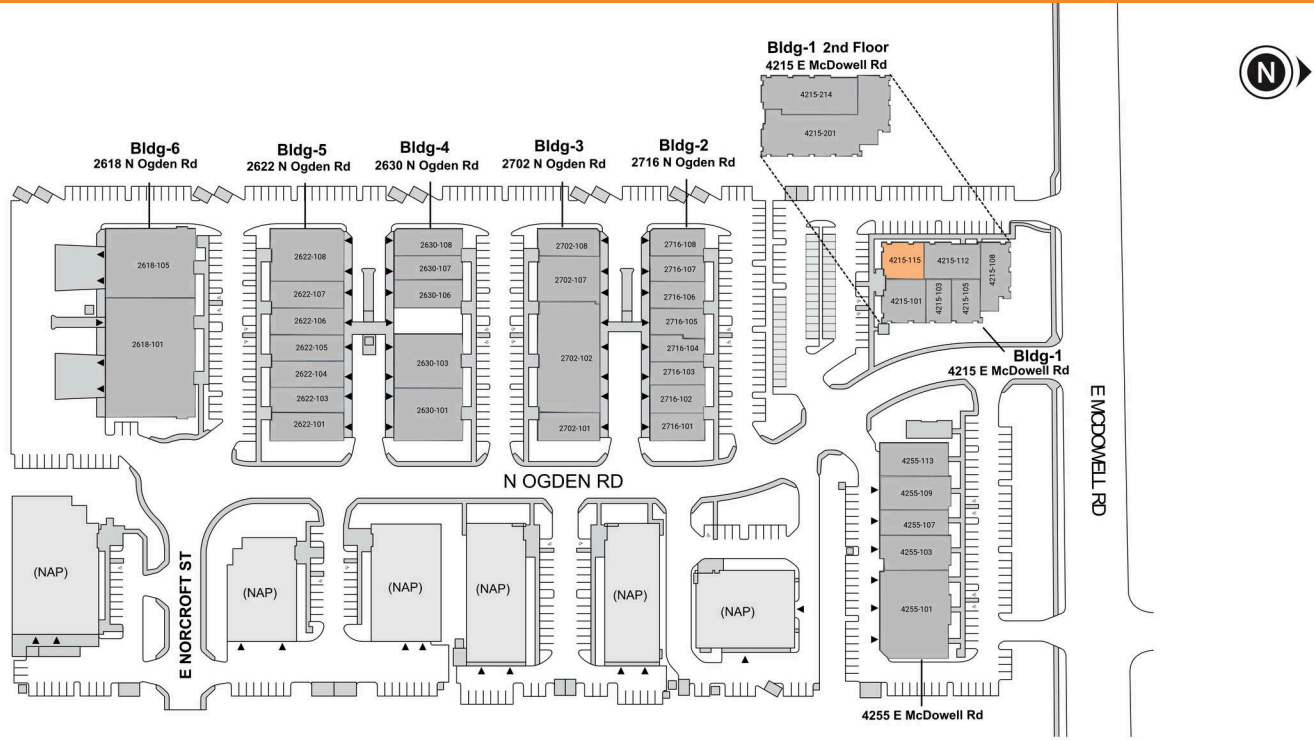 N
Bldg-1 2nd Floor
4215 E McDowell Rd
4215-214
4215-201
Bldg-6
2618 N Ogden Rd
Bldg-5
2622 N Ogden Rd
Bldg-4
2630 N Ogden Rd
Bldg-3
2702 N Ogden Rd
Bldg-2
2716 N Ogden Rd
2618-105
2618-101
2622-108
2622-107
2622-106
2622-105
2622-104
2622-103
2622-101
2630-108
2630-107
2630-106
2630-103
2630-101
2702-108
2702-107
2702-102
2702-101
2716-108
2716-107
2716-106
2716-105
2716-104
2716-103
2716-102
2716-101
4215-115
4215-112
4215-108
4215-101
4215-103
4215-105
Bldg-1
4215 E McDowell Rd
E MCDOWELL RD
N OGDEN RD
4255-113
4255-109
4255-107
4255-103
4255-101
4255 E McDowell Rd
E NORCROFT ST
(NAP)
(NAP)
(NAP)
(NAP)
(NAP)
(NAP)